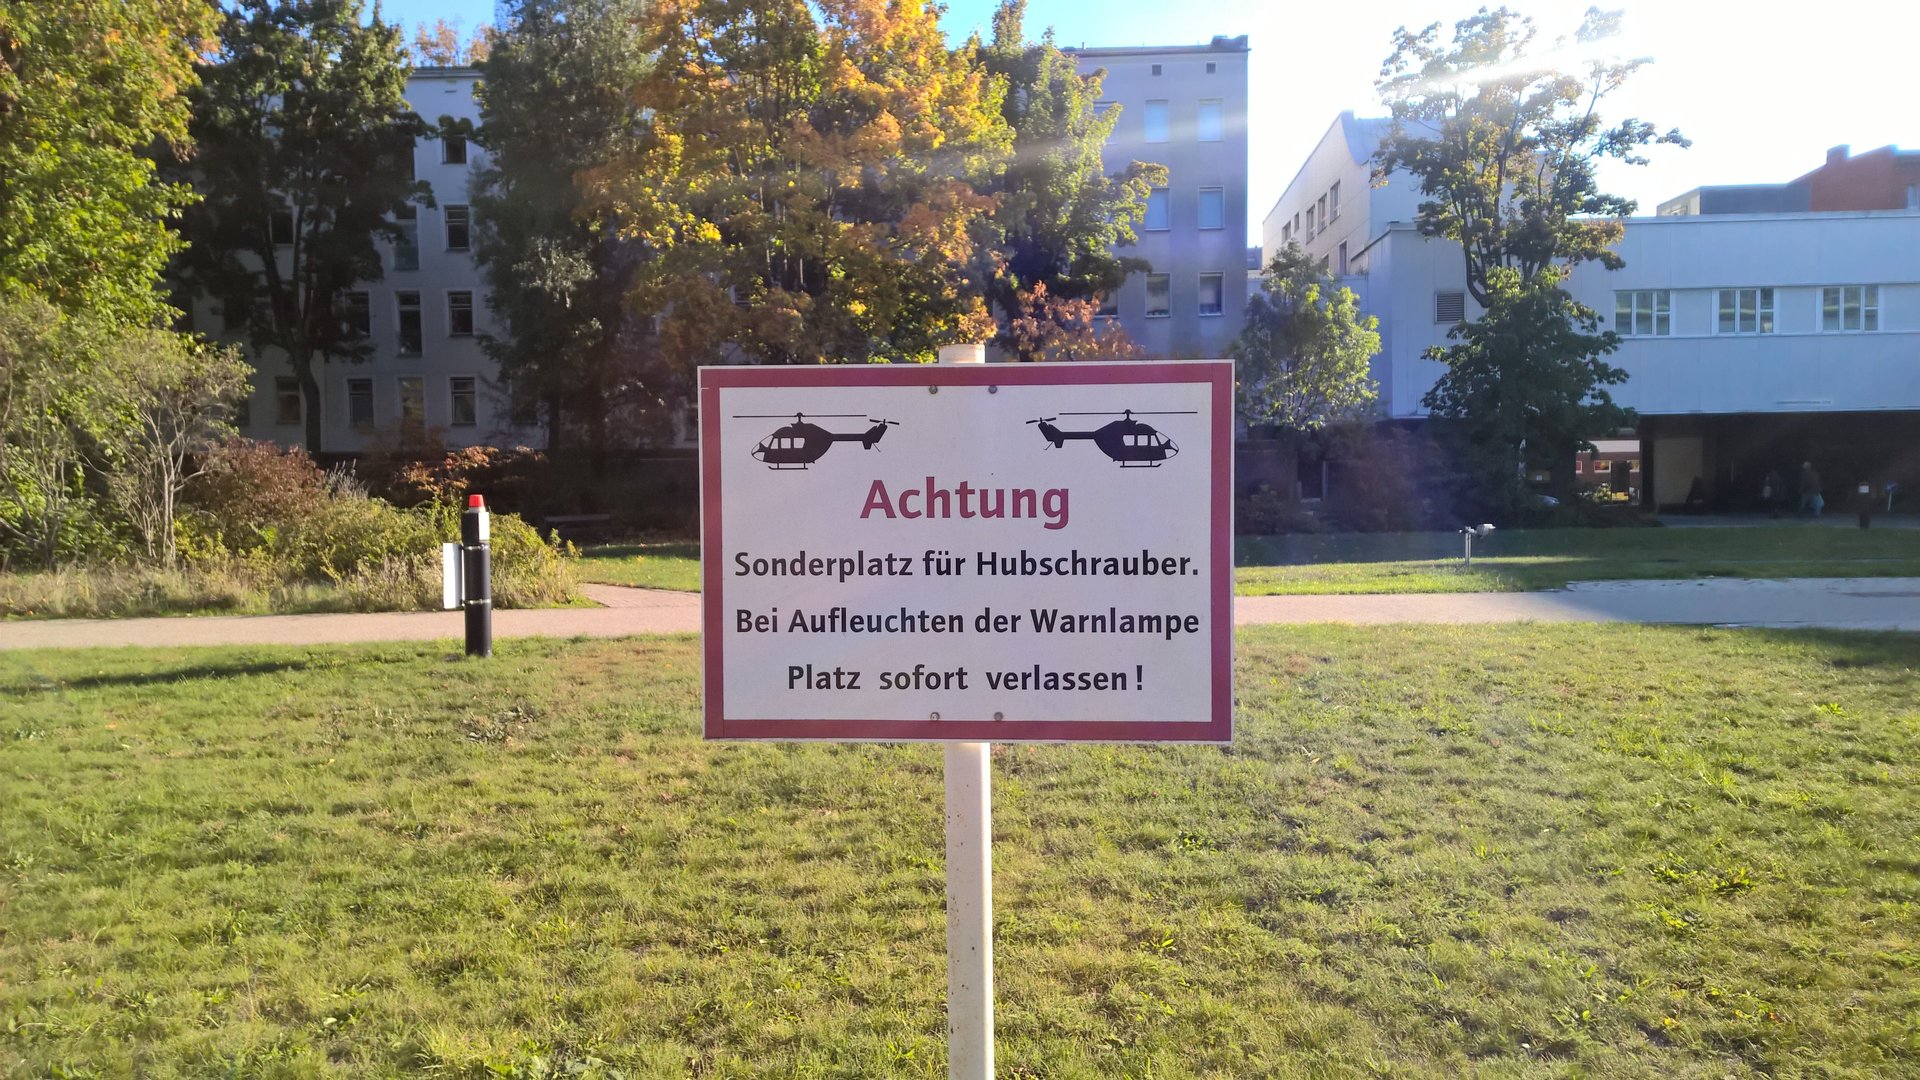 Achtung
Sonderplatz für Hubschrauber.
Bei Aufleuchten der Warnlampe
Platz sofort verlassen!